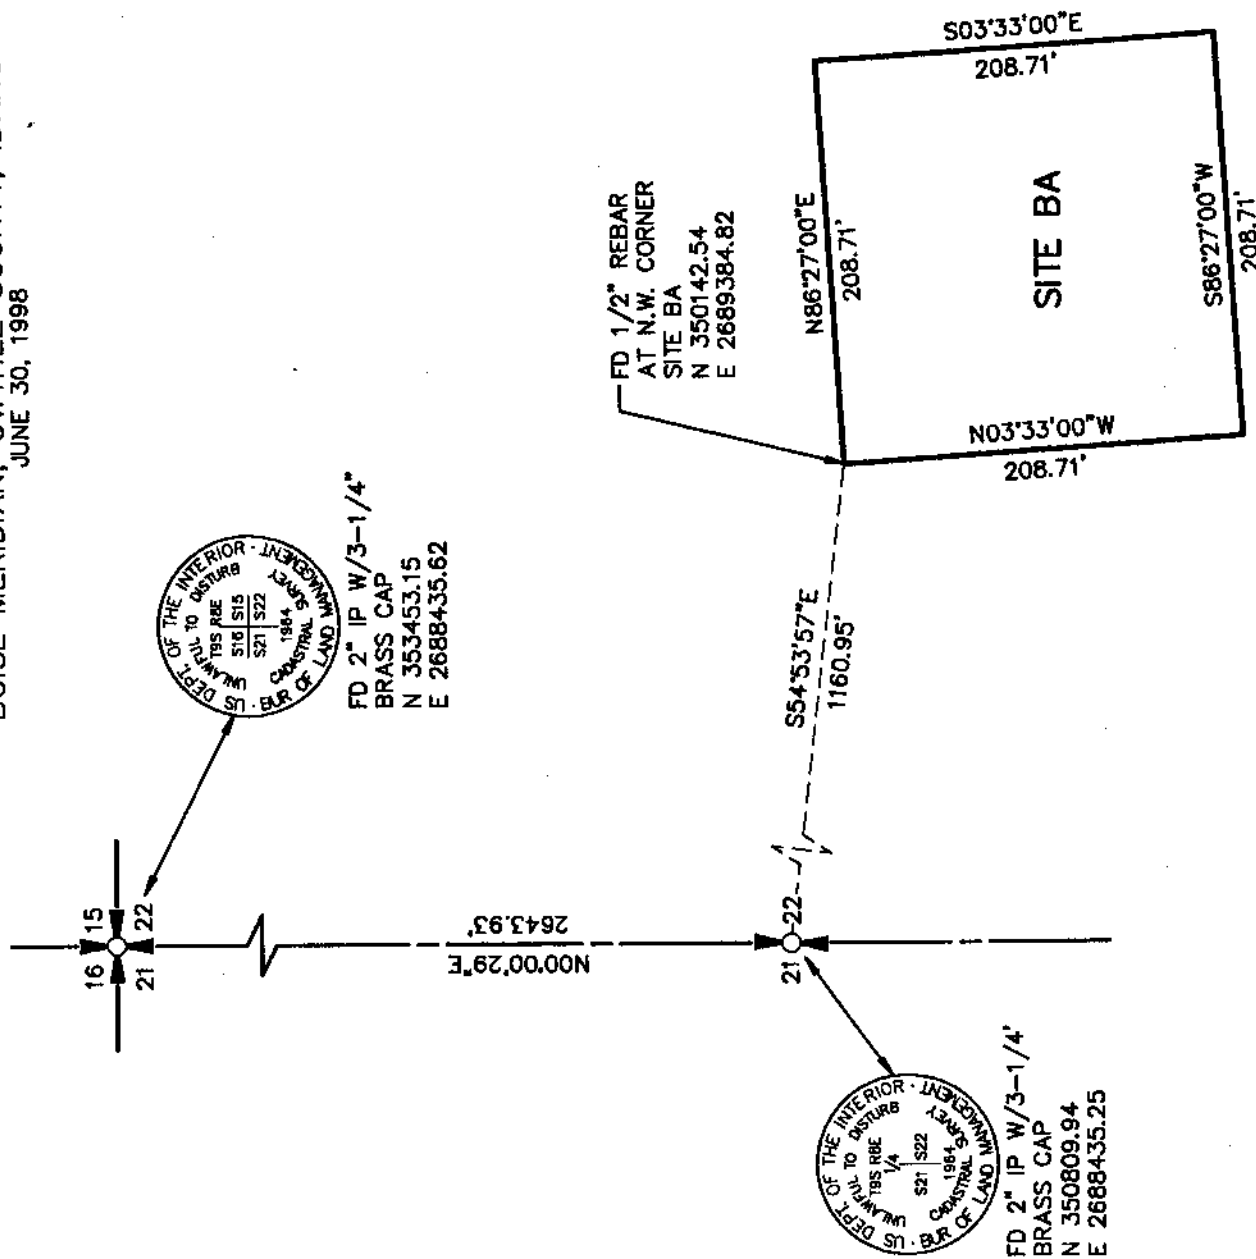 JUNE 30, 1998
16 15
21 22
US DEPT. OF THE INTERIOR · BUR OF LAND MANAGEMENT
UNLAWFUL TO DISTURB
T9S R8E
S16 S15
S21 S22
1984
CADASTRAL SURVEY
FD 2" IP W/3-1/4"
BRASS CAP
N 353453.15
E 2688435.62
N00°00'29"E
2643.93'
S03°33'00"E
208.71'
N86°27'00"E
208.71'
FD 1/2" REBAR
AT N.W. CORNER
SITE BA
N 350142.54
E 2689384.82
SITE BA
N03°33'00"W
208.71'
S86°27'00"W
208.71'
S54°53'57"E
1160.95'
21 22
US DEPT. OF THE INTERIOR · BUR OF LAND MANAGEMENT
UNLAWFUL TO DISTURB
T9S R8E
1/4
S21 S22
1984
CADASTRAL SURVEY
FD 2" IP W/3-1/4'
BRASS CAP
N 350809.94
E 2688435.25